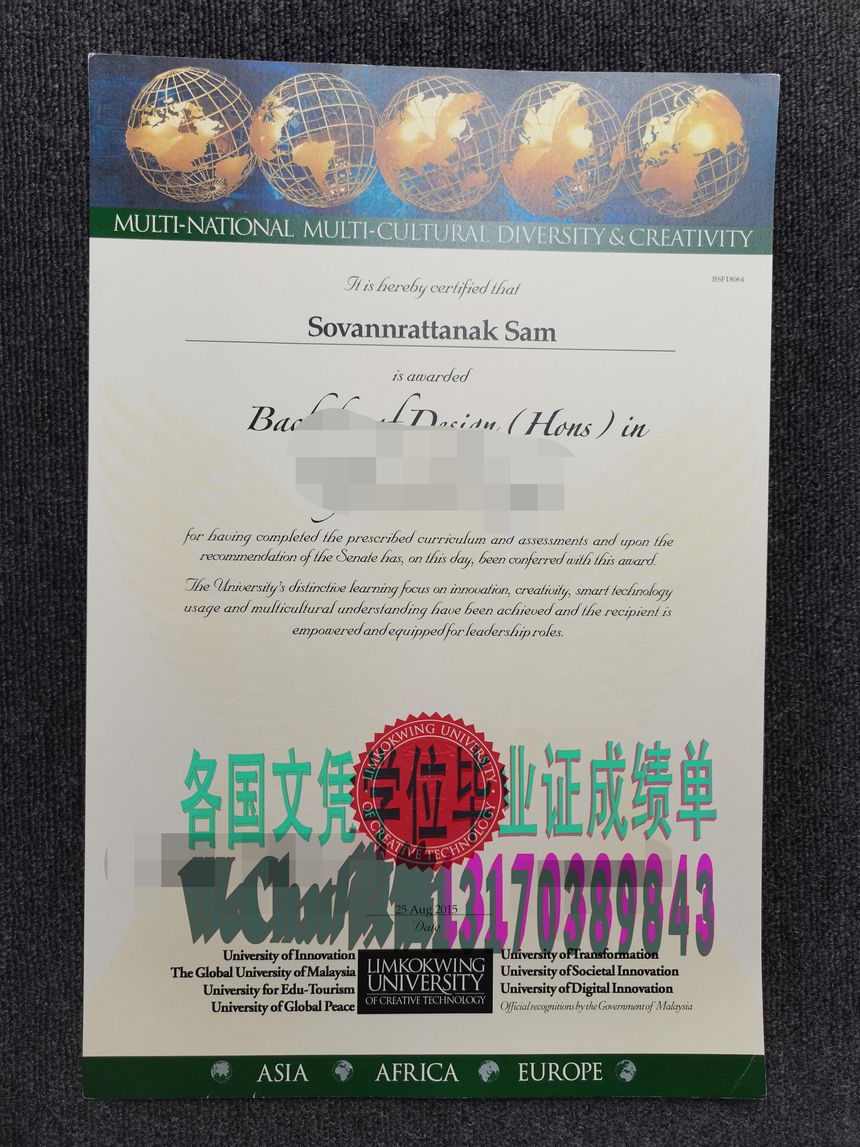 MULTI-NATIONAL MULTI-CULTURAL DIVERSITY & CREATIVITY
BSF18064
It is hereby certified that
Sovannrattanak Sam
is awarded
Design (Hons) in
for having completed the prescribed curriculum and assessments and upon the
recommendation of the Senate has, on this day, been conferred with this award.
The University's distinctive learning focus on innovation, creativity, smart technology
usage and multicultural understanding have been achieved and the recipient is
empowered and equipped for leadership roles.
LIMKOKWING UNIVERSITY
OF CREATIVE TECHNOLOGY
各国文凭学位毕业证成绩单
WeChat 13170389843
25 Aug 2015
Date
University of Innovation
The Global University of Malaysia
University for Edu-Tourism
University of Global Peace
LIMKOKWING
UNIVERSITY
OF CREATIVE TECHNOLOGY
University of Transformation
University of Societal Innovation
University of Digital Innovation
Official recognitions by the Government of Malaysia
ASIA AFRICA EUROPE